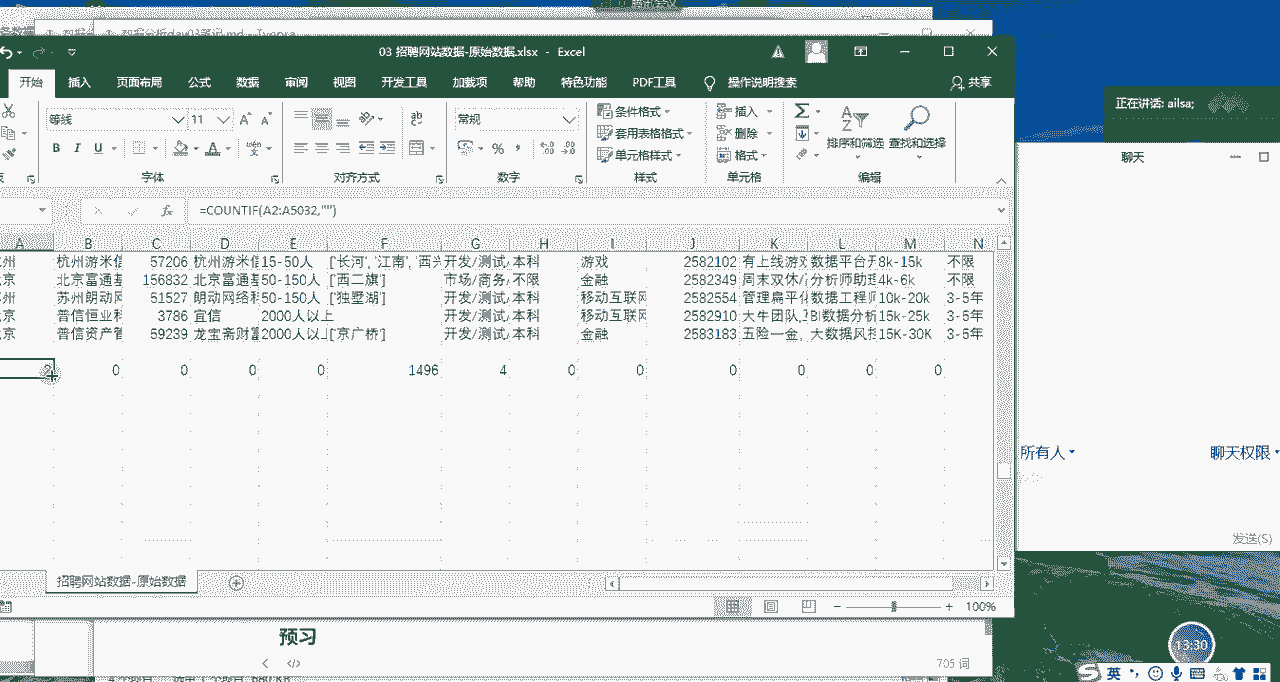 03 招聘网站数据-原始数据.xlsx - Excel
开始 插入 页面布局 公式 数据 审阅 视图 开发工具 加载项 帮助 特色功能 PDF工具 操作说明搜索 共享
等线 11 常规 条件格式 插入
套用表格格式 删除 排序和筛选 查找和选择
B I U 单元格样式 格式
字体 对齐方式 数字 样式 单元格 编辑
=COUNTIF(A2:A5032,"")
A B C D E F G H I J K L M N
州 杭州游米信 57206 杭州游米信 15-50人 ['长河', '江南', '西兴 开发/测试/ 本科 游戏 2582102 有上线游戏 数据平台开 8k-15k 不限
京 北京富通基 156832 北京富通基 50-150人 ['西二旗'] 市场/商务/ 不限 金融 2582349 周末双休/ 分析师助理 4k-6k 不限
州 苏州朗动网 51527 朗动网络科 50-150人 ['独墅湖'] 开发/测试/ 本科 移动互联网 2582554 管理扁平化 数据工程师 10k-20k 3-5年
京 普信恒业科 3786 宜信 2000人以上 开发/测试/ 本科 移动互联网 2582910 大牛团队, BI数据分析 15k-25k 3-5年
京 普信资产管 59239 龙宝斋财富 2000人以上 ['京广桥'] 开发/测试/ 本科 金融 2583183 五险一金, 大数据风控 15K-30K 3-5年
2 0 0 0 0 1496 4 0 0 0 0 0 0
招聘网站数据-原始数据
100%
预习
705 词
正在讲话: ailsa;
聊天
所有人 聊天权限
发送(S)
13:30
英